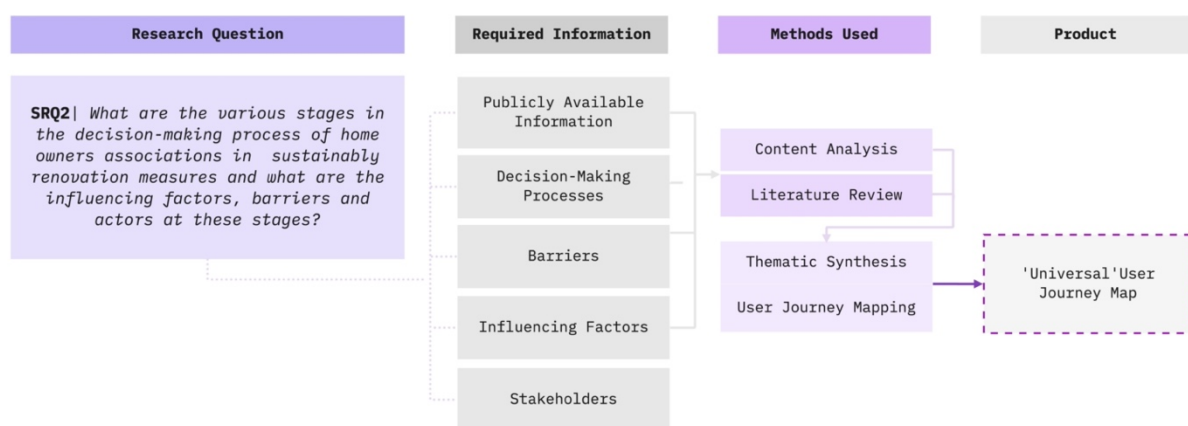 Research Question
Required Information
Methods Used
Product
SRQ2| What are the various stages in
the decision-making process of home
owners associations in sustainably
renovation measures and what are the
influencing factors, barriers and
actors at these stages?
Publicly Available
Information
Decision-Making
Processes
Barriers
Influencing Factors
Stakeholders
Content Analysis
Literature Review
Thematic Synthesis
User Journey Mapping
'Universal'User
Journey Map